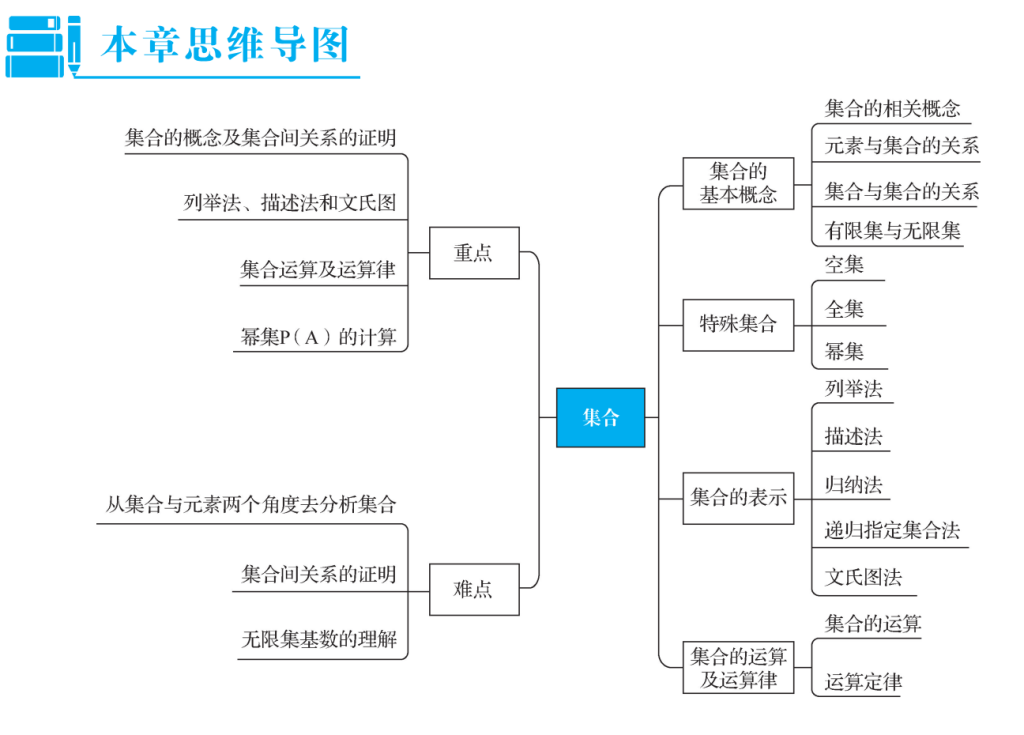 本章思维导图
集合的概念及集合间关系的证明
列举法、描述法和文氏图
集合运算及运算律
幂集P（A）的计算
重点
从集合与元素两个角度去分析集合
集合间关系的证明
无限集基数的理解
难点
集合
集合的
基本概念
集合的相关概念
元素与集合的关系
集合与集合的关系
有限集与无限集
特殊集合
空集
全集
幂集
集合的表示
列举法
描述法
归纳法
递归指定集合法
文氏图法
集合的运算
及运算律
集合的运算
运算定律